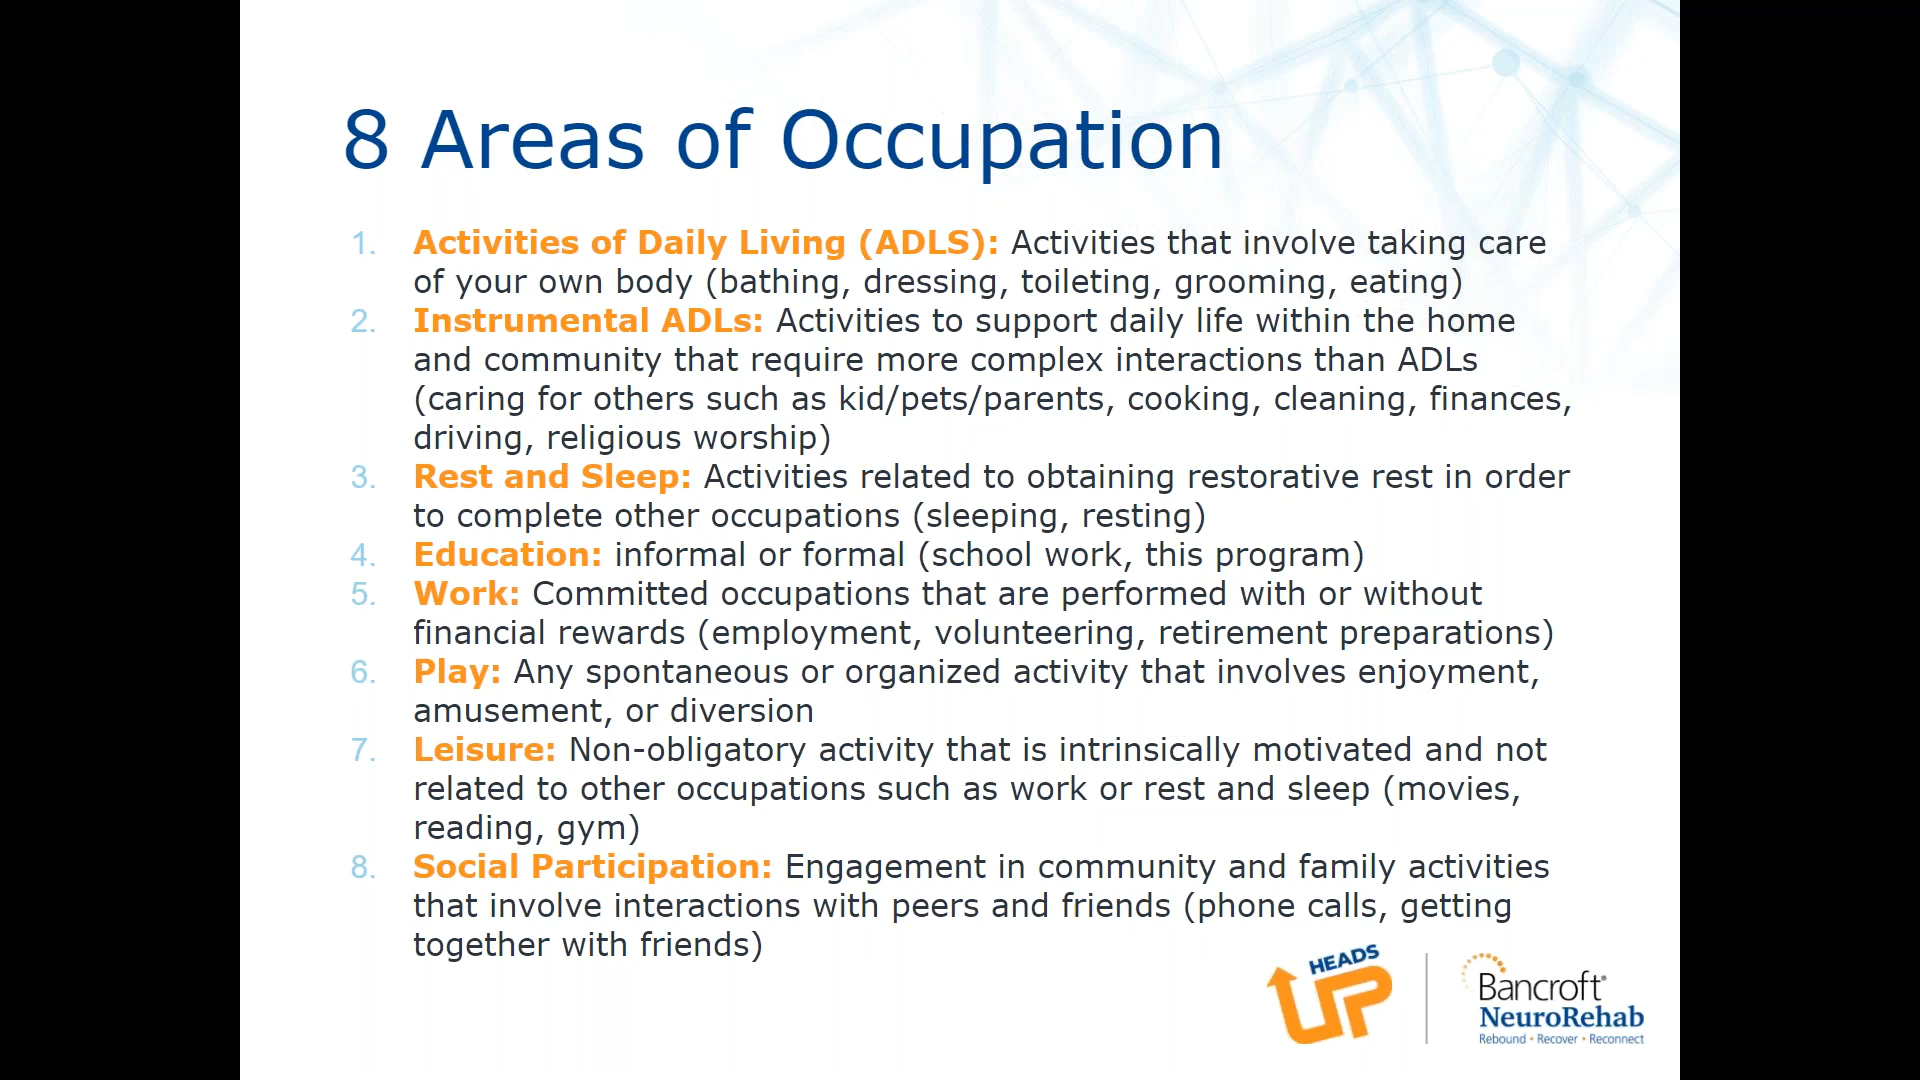 8 Areas of Occupation
1. Activities of Daily Living (ADLS): Activities that involve taking care
of your own body (bathing, dressing, toileting, grooming, eating)
2. Instrumental ADLs: Activities to support daily life within the home
and community that require more complex interactions than ADLs
(caring for others such as kid/pets/parents, cooking, cleaning, finances,
driving, religious worship)
3. Rest and Sleep: Activities related to obtaining restorative rest in order
to complete other occupations (sleeping, resting)
4. Education: informal or formal (school work, this program)
5. Work: Committed occupations that are performed with or without
financial rewards (employment, volunteering, retirement preparations)
6. Play: Any spontaneous or organized activity that involves enjoyment,
amusement, or diversion
7. Leisure: Non-obligatory activity that is intrinsically motivated and not
related to other occupations such as work or rest and sleep (movies,
reading, gym)
8. Social Participation: Engagement in community and family activities
that involve interactions with peers and friends (phone calls, getting
together with friends)
HEADS
UP
Bancroft®
NeuroRehab
Rebound • Recover • Reconnect